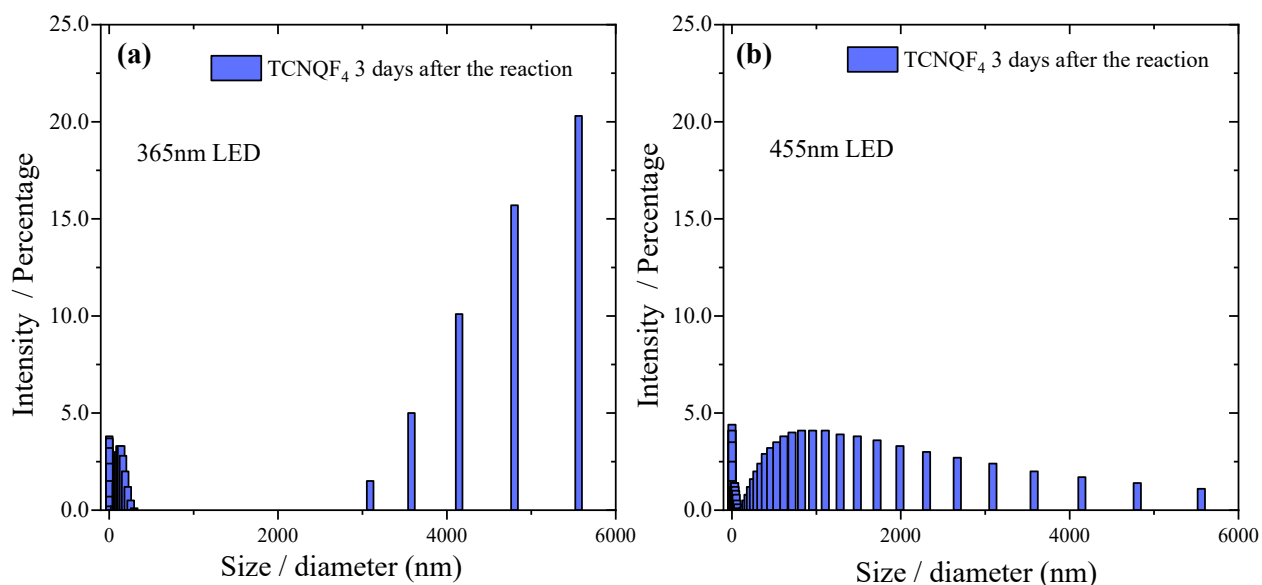 (a)
TCNQF₄ 3 days after the reaction
365nm LED
Intensity / Percentage
25.0
20.0
15.0
10.0
5.0
0.0
0
2000
4000
6000
Size / diameter (nm)
(b)
TCNQF₄ 3 days after the reaction
455nm LED
Intensity / Percentage
25.0
20.0
15.0
10.0
5.0
0.0
0
2000
4000
6000
Size / diameter (nm)